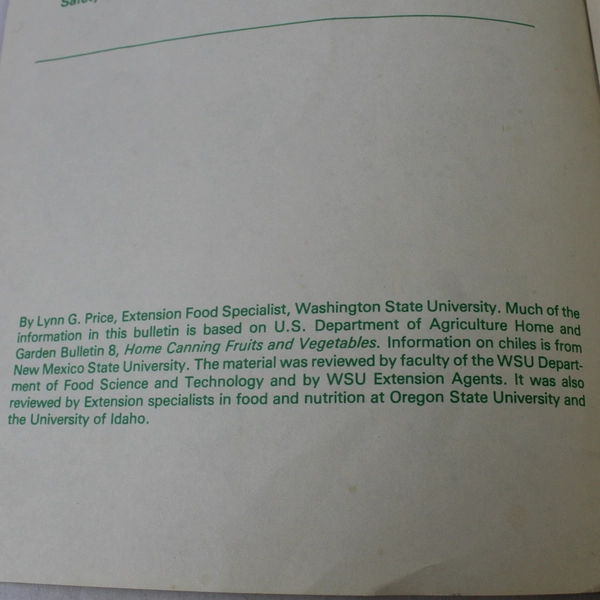 By Lynn G. Price, Extension Food Specialist, Washington State University. Much of the
information in this bulletin is based on U.S. Department of Agriculture Home and
Garden Bulletin 8, Home Canning Fruits and Vegetables. Information on chiles is from
New Mexico State University. The material was reviewed by faculty of the WSU Depart-
ment of Food Science and Technology and by WSU Extension Agents. It was also
reviewed by Extension specialists in food and nutrition at Oregon State University and
the University of Idaho.